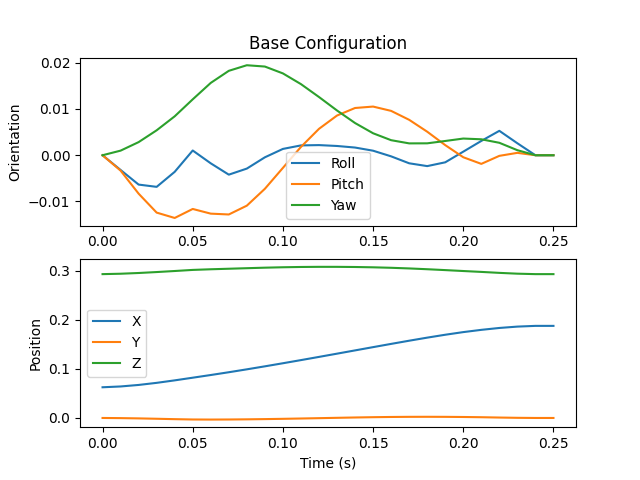 Base Configuration
0.02
0.01
0.00
−0.01
Orientation
Roll
Pitch
Yaw
0.00 0.05 0.10 0.15 0.20 0.25
0.3
0.2
0.1
0.0
Position
X
Y
Z
0.00 0.05 0.10 0.15 0.20 0.25
Time (s)